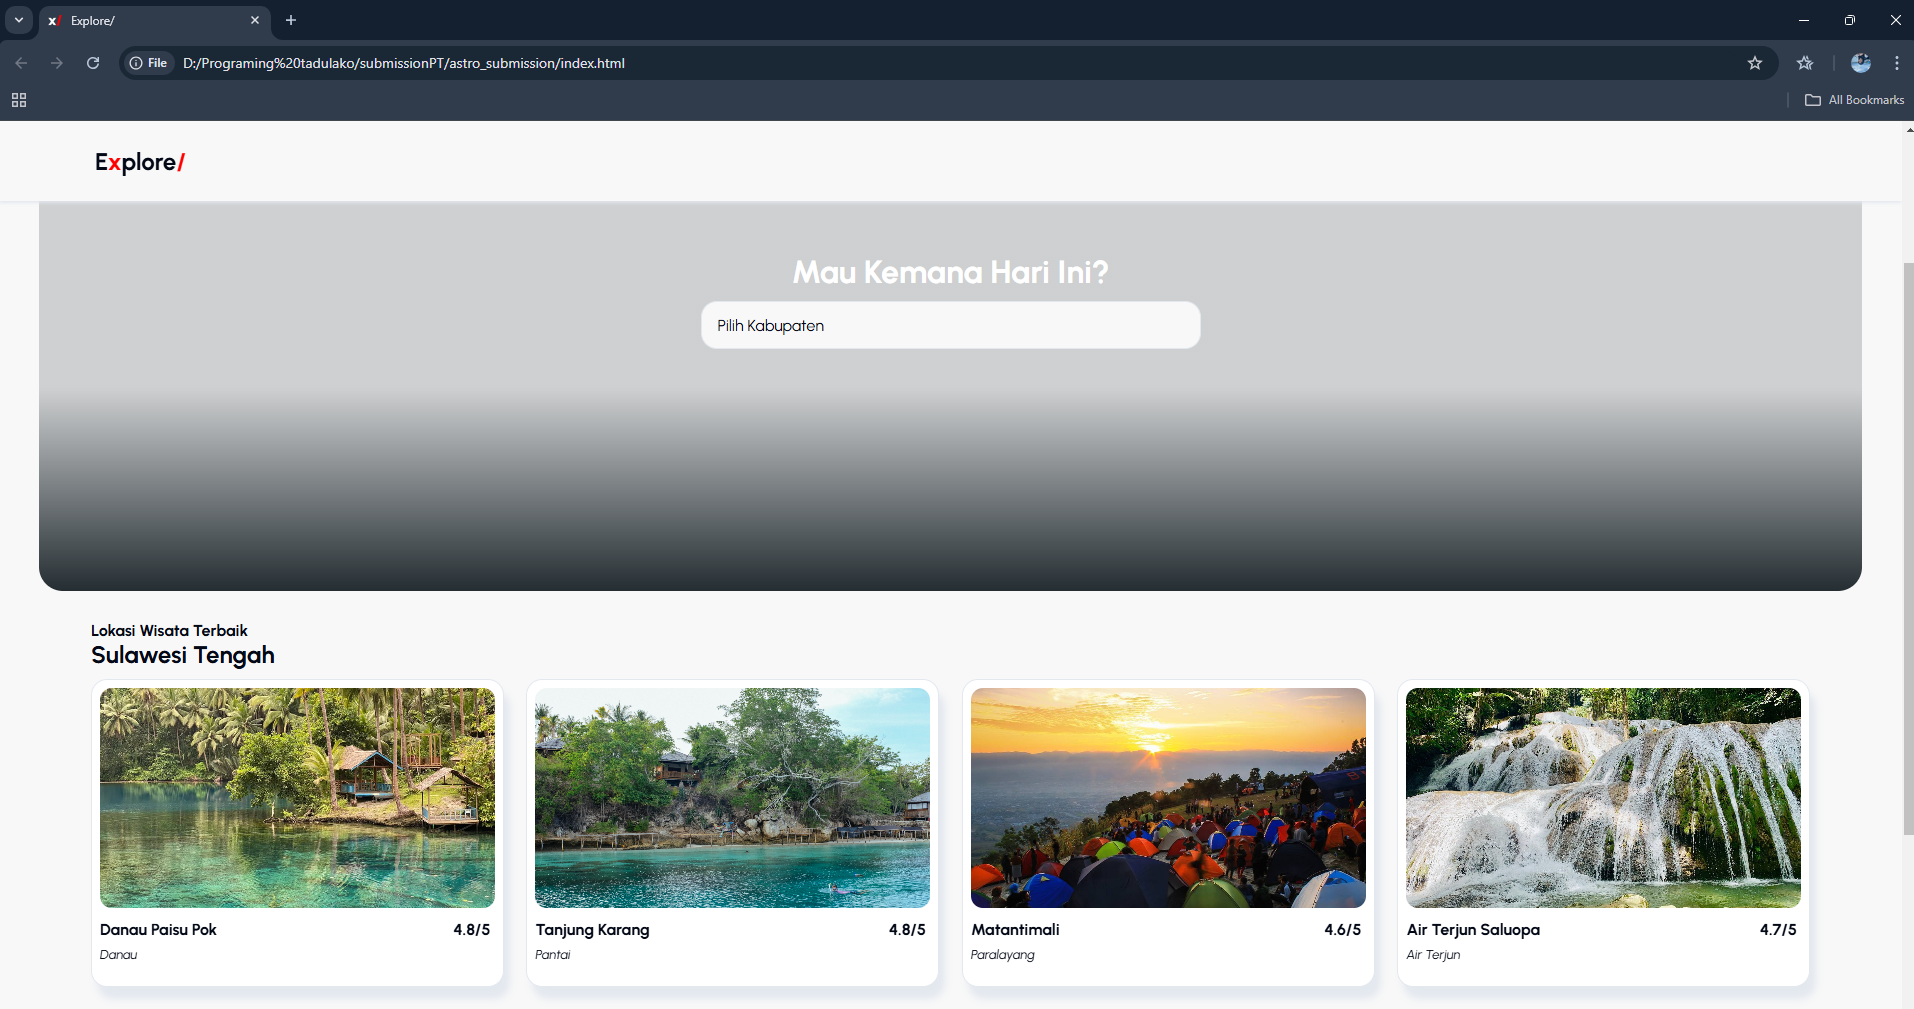 x/ Explore/
File D:/Programing%20tadulako/submissionPT/astro_submission/index.html
All Bookmarks
Explore/
Mau Kemana Hari Ini?
Pilih Kabupaten
Lokasi Wisata Terbaik
Sulawesi Tengah
Danau Paisu Pok 4.8/5
Danau
Tanjung Karang 4.8/5
Pantai
Matantimali 4.6/5
Paralayang
Air Terjun Saluopa 4.7/5
Air Terjun